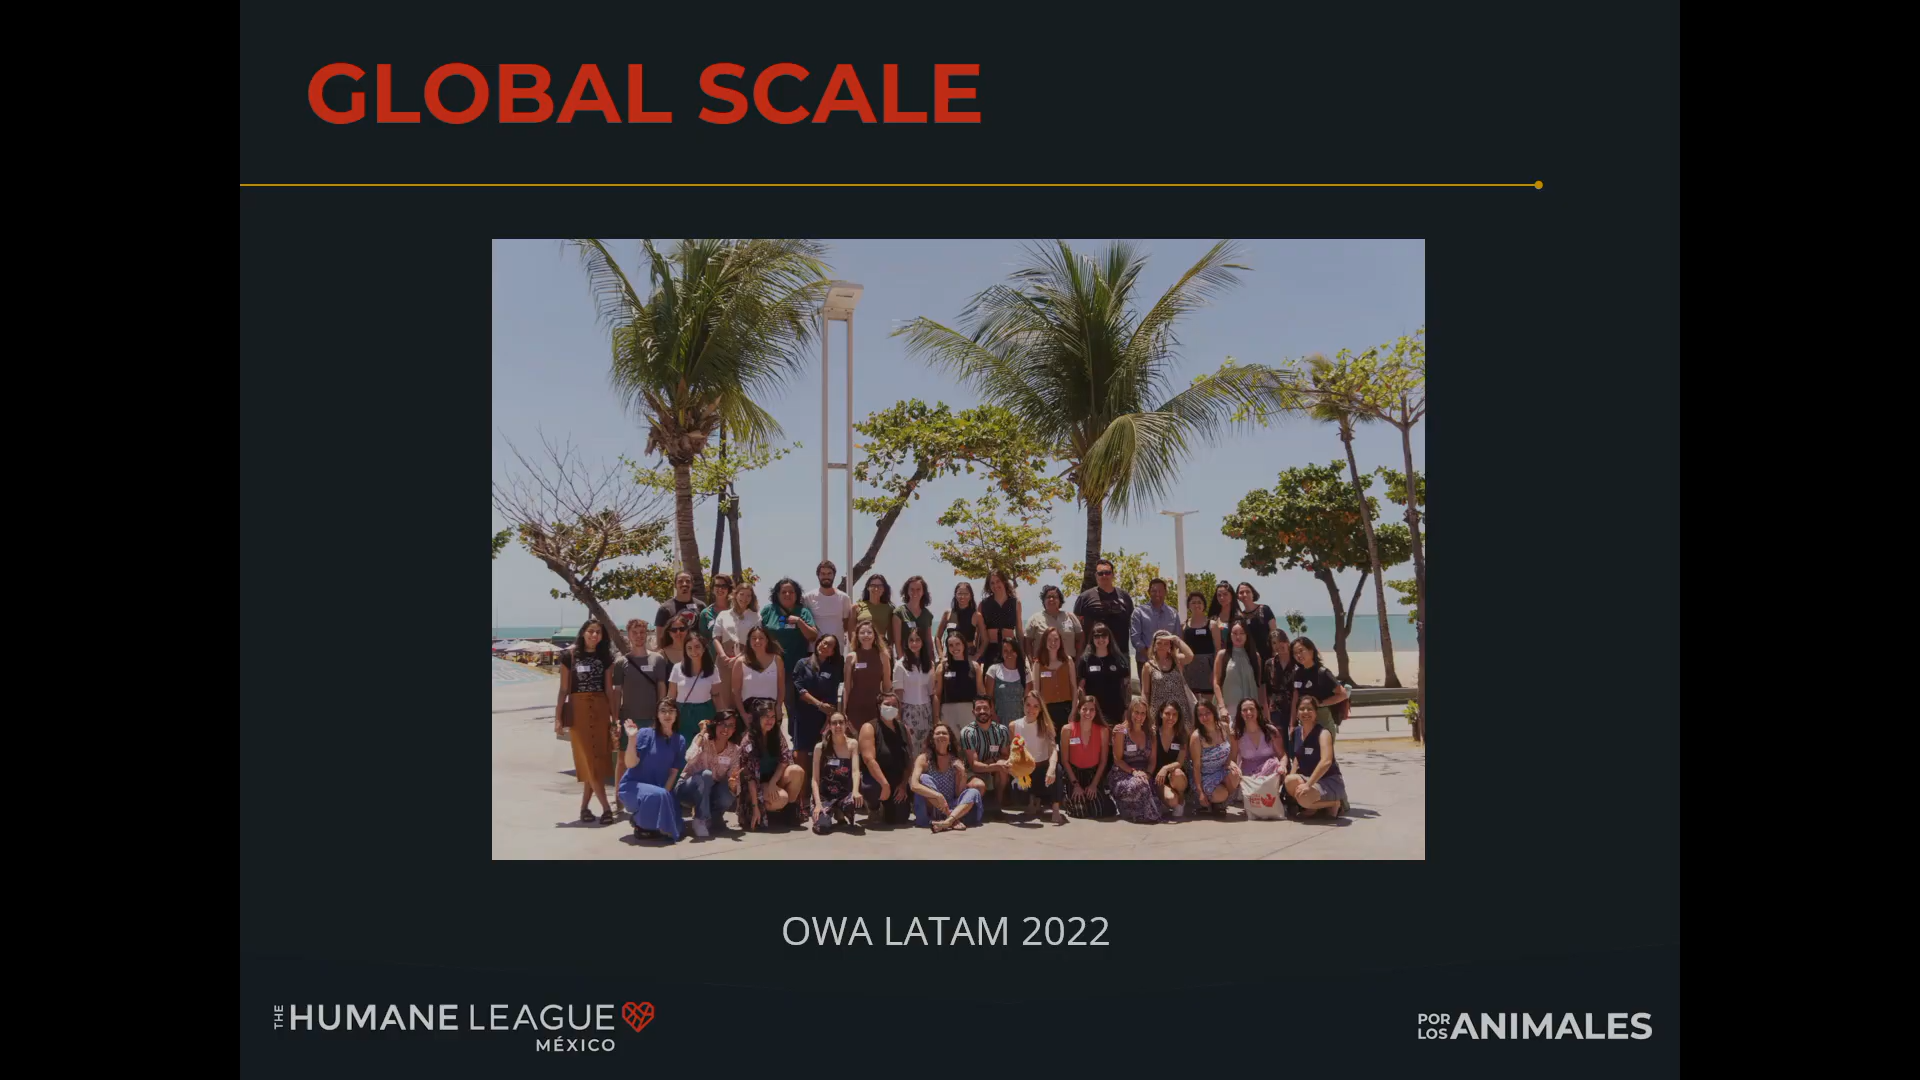 GLOBAL SCALE
OWA LATAM 2022
THE HUMANE LEAGUE
MÉXICO
POR LOS ANIMALES